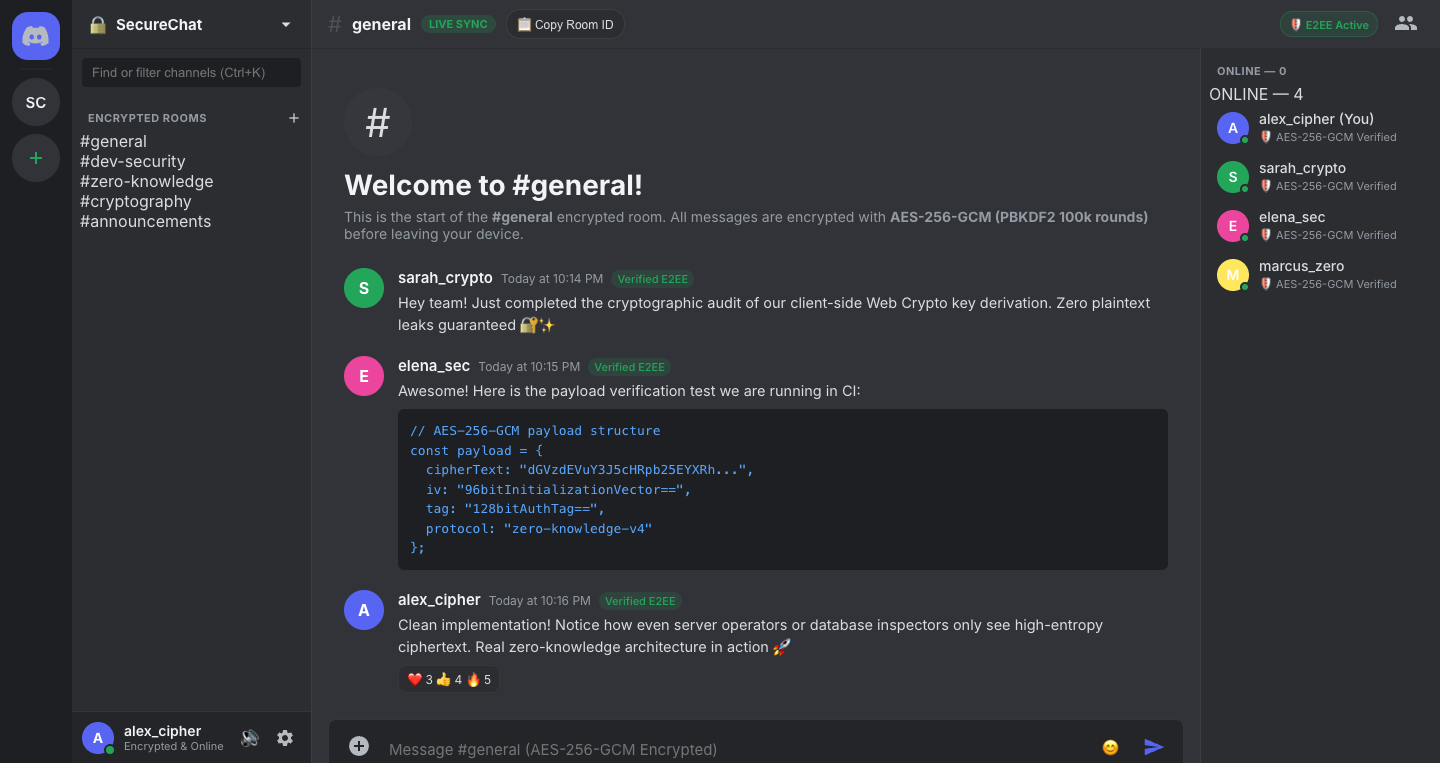 SecureChat
# general LIVE SYNC Copy Room ID E2EE Active
Find or filter channels (Ctrl+K)
SC
+
ENCRYPTED ROOMS +
#general
#dev-security
#zero-knowledge
#cryptography
#announcements
A alex_cipher
Encrypted & Online
#
Welcome to #general!
This is the start of the #general encrypted room. All messages are encrypted with AES-256-GCM (PBKDF2 100k rounds)
before leaving your device.
S sarah_crypto Today at 10:14 PM Verified E2EE
Hey team! Just completed the cryptographic audit of our client-side Web Crypto key derivation. Zero plaintext
leaks guaranteed 🔐✨
E elena_sec Today at 10:15 PM Verified E2EE
Awesome! Here is the payload verification test we are running in CI:
// AES-256-GCM payload structure
const payload = {
  cipherText: "dGVzdEVuY3J5cHRpb25EYXRh...",
  iv: "96bitInitializationVector==",
  tag: "128bitAuthTag==",
  protocol: "zero-knowledge-v4"
};
A alex_cipher Today at 10:16 PM Verified E2EE
Clean implementation! Notice how even server operators or database inspectors only see high-entropy
ciphertext. Real zero-knowledge architecture in action 🚀
❤️ 3 👍 4 🔥 5
Message #general (AES-256-GCM Encrypted)
ONLINE — 0
ONLINE — 4
A alex_cipher (You)
AES-256-GCM Verified
S sarah_crypto
AES-256-GCM Verified
E elena_sec
AES-256-GCM Verified
M marcus_zero
AES-256-GCM Verified